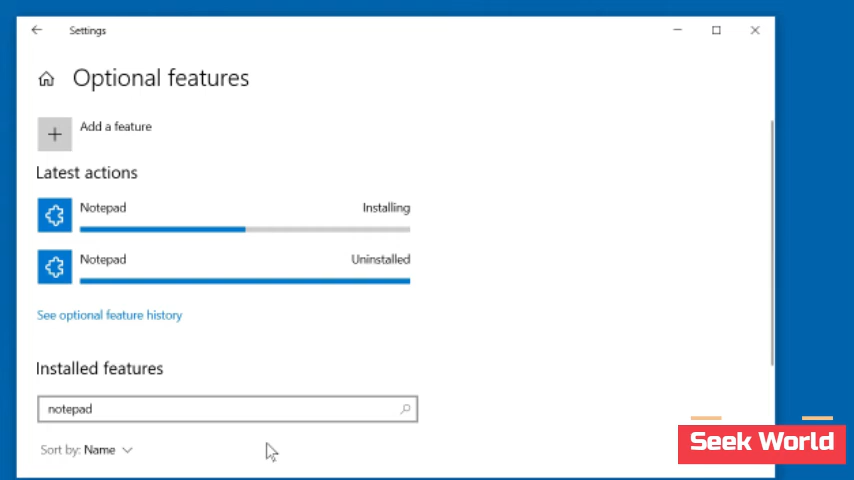 Settings
Optional features
Add a feature
Latest actions
Notepad Installing
Notepad Uninstalled
See optional feature history
Installed features
notepad
Sort by: Name
Seek World